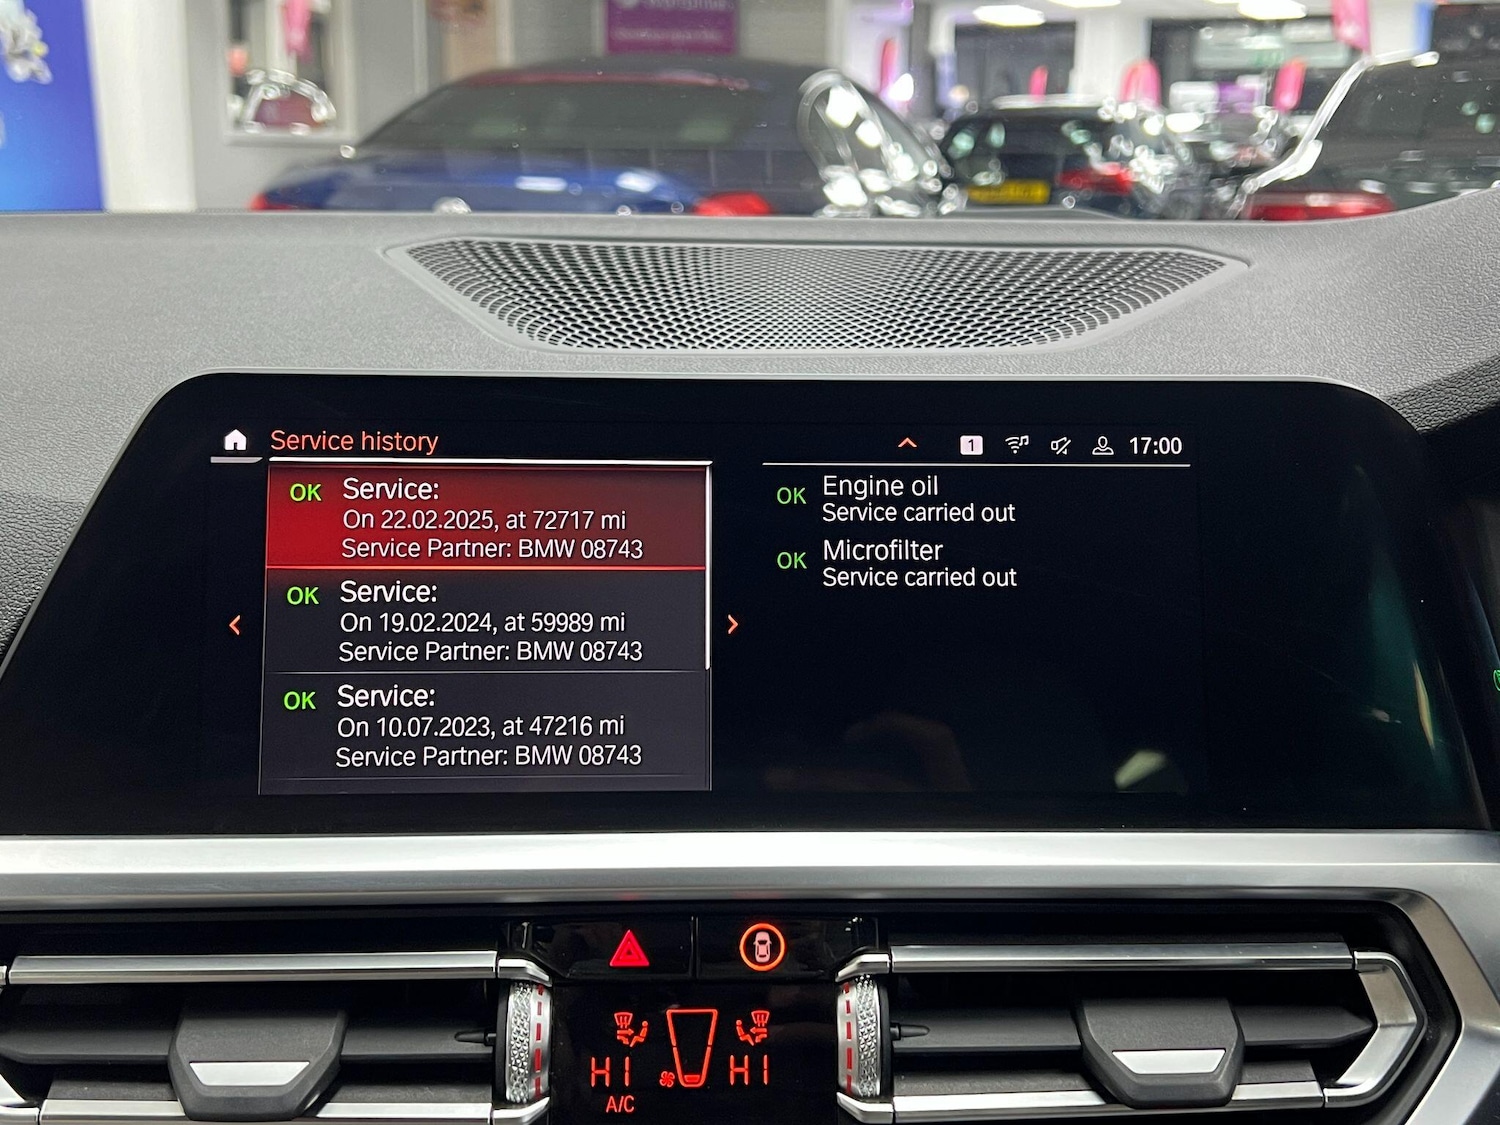 Service history
1
17:00
OK Service:
On 22.02.2025, at 72717 mi
Service Partner: BMW 08743
OK Service:
On 19.02.2024, at 59989 mi
Service Partner: BMW 08743
OK Service:
On 10.07.2023, at 47216 mi
Service Partner: BMW 08743
OK Engine oil
Service carried out
OK Microfilter
Service carried out
HI HI
A/C